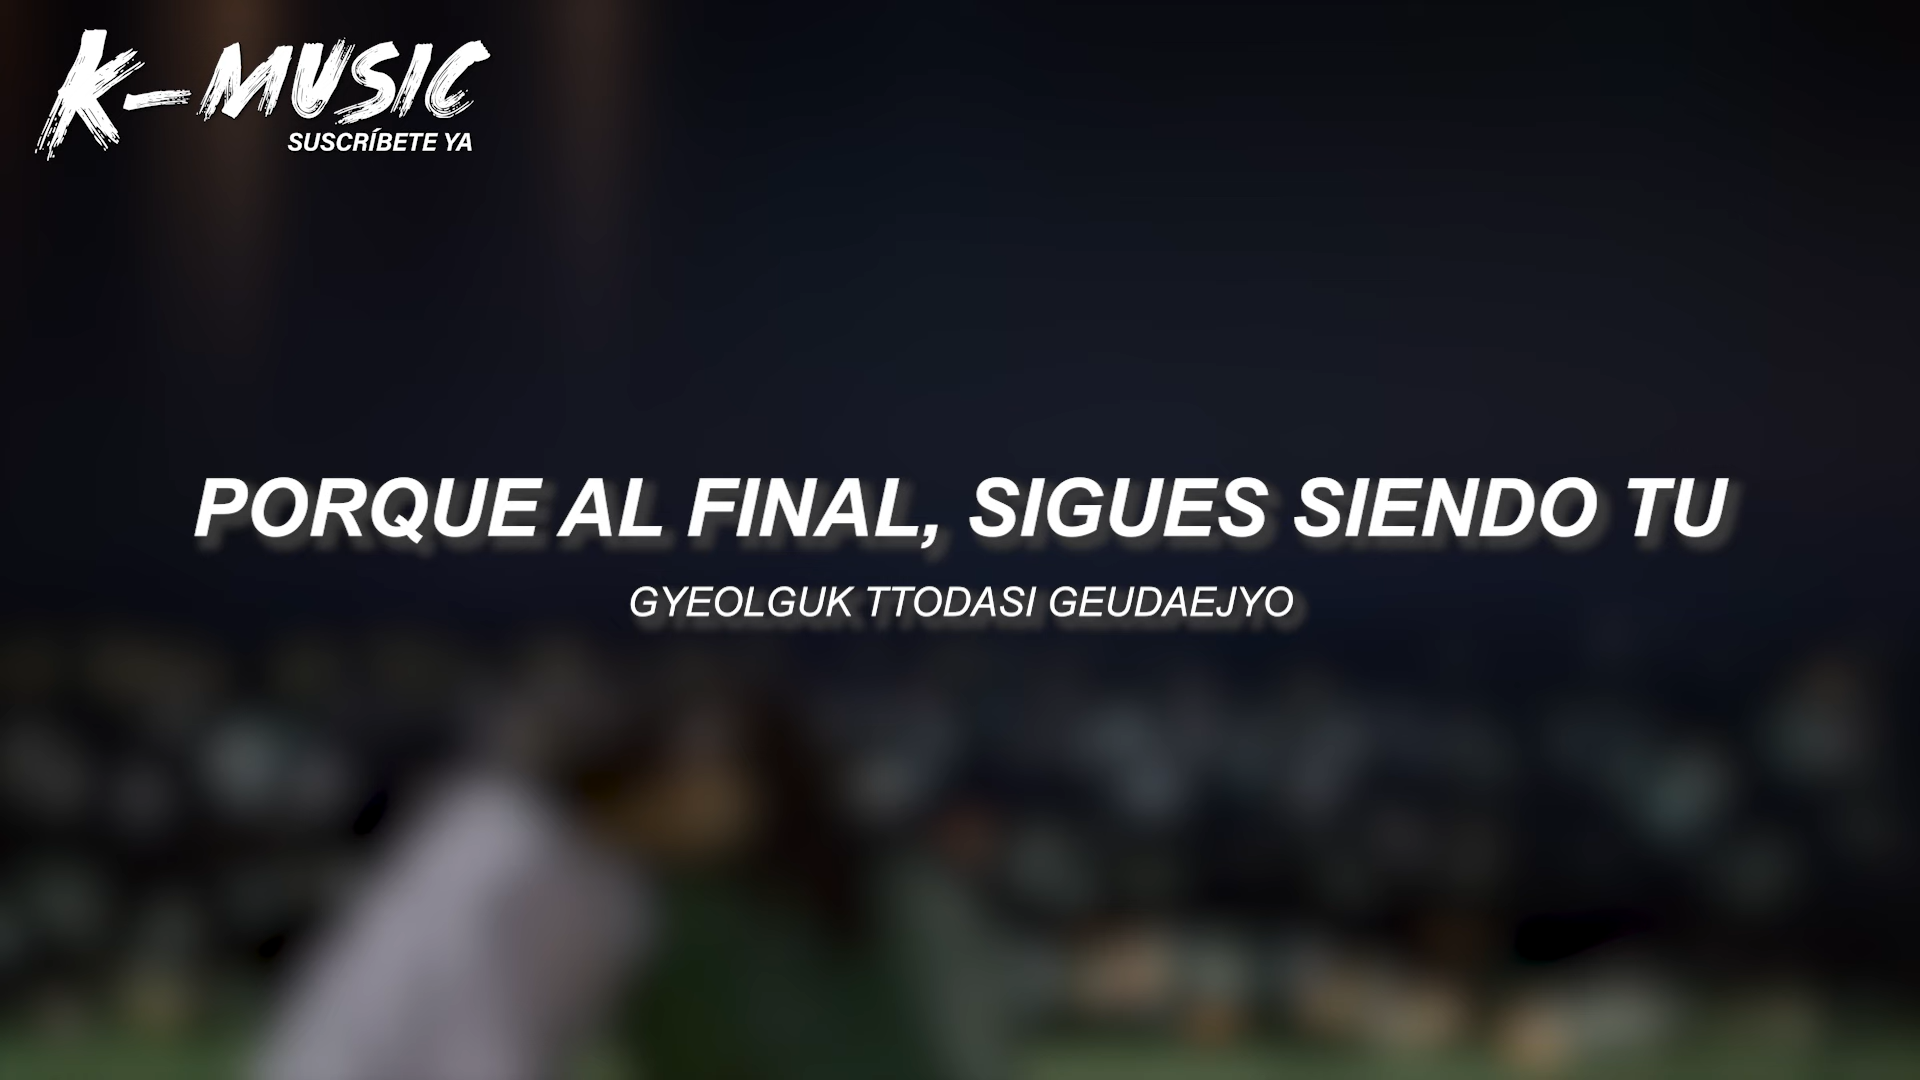 K-MUSIC
SUSCRÍBETE YA
PORQUE AL FINAL, SIGUES SIENDO TU
GYEOLGUK TTODASI GEUDAEJYO